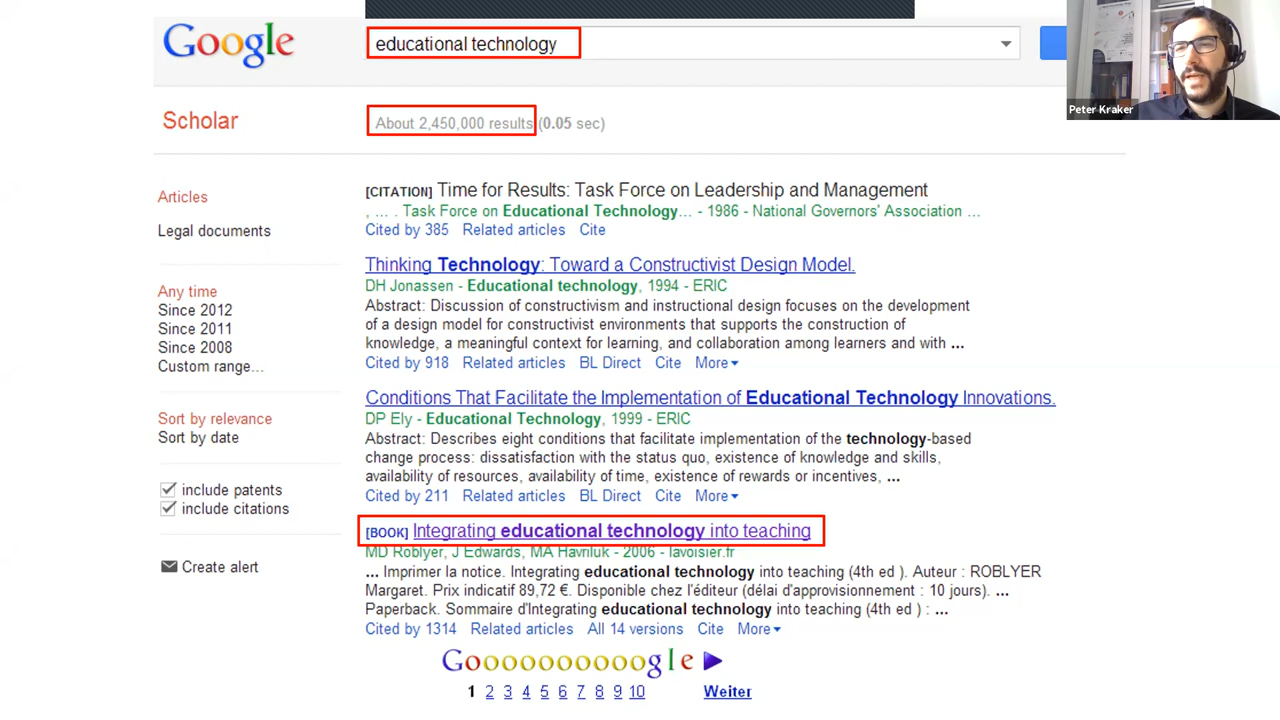 Google
educational technology
Peter Kraker
Scholar
About 2,450,000 results (0.05 sec)
Articles
Legal documents
Any time
Since 2012
Since 2011
Since 2008
Custom range...
Sort by relevance
Sort by date
include patents
include citations
Create alert
[CITATION] Time for Results: Task Force on Leadership and Management
, ... . Task Force on Educational Technology... - 1986 - National Governors' Association ...
Cited by 385 Related articles Cite
Thinking Technology: Toward a Constructivist Design Model.
DH Jonassen - Educational technology, 1994 - ERIC
Abstract: Discussion of constructivism and instructional design focuses on the development
of a design model for constructivist environments that supports the construction of
knowledge, a meaningful context for learning, and collaboration among learners and with ...
Cited by 918 Related articles BL Direct Cite More
Conditions That Facilitate the Implementation of Educational Technology Innovations.
DP Ely - Educational Technology, 1999 - ERIC
Abstract: Describes eight conditions that facilitate implementation of the technology-based
change process: dissatisfaction with the status quo, existence of knowledge and skills,
availability of resources, availability of time, existence of rewards or incentives, ...
Cited by 211 Related articles BL Direct Cite More
[BOOK] Integrating educational technology into teaching
MD Roblyer, J Edwards, MA Havriluk - 2006 - lavoisier.fr
... Imprimer la notice. Integrating educational technology into teaching (4th ed ). Auteur : ROBLYER
Margaret. Prix indicatif 89,72 €. Disponible chez l'éditeur (délai d'approvisionnement : 10 jours). ...
Paperback. Sommaire d'Integrating educational technology into teaching (4th ed ) : ...
Cited by 1314 Related articles All 14 versions Cite More
Goooooooooogle
1 2 3 4 5 6 7 8 9 10 Weiter